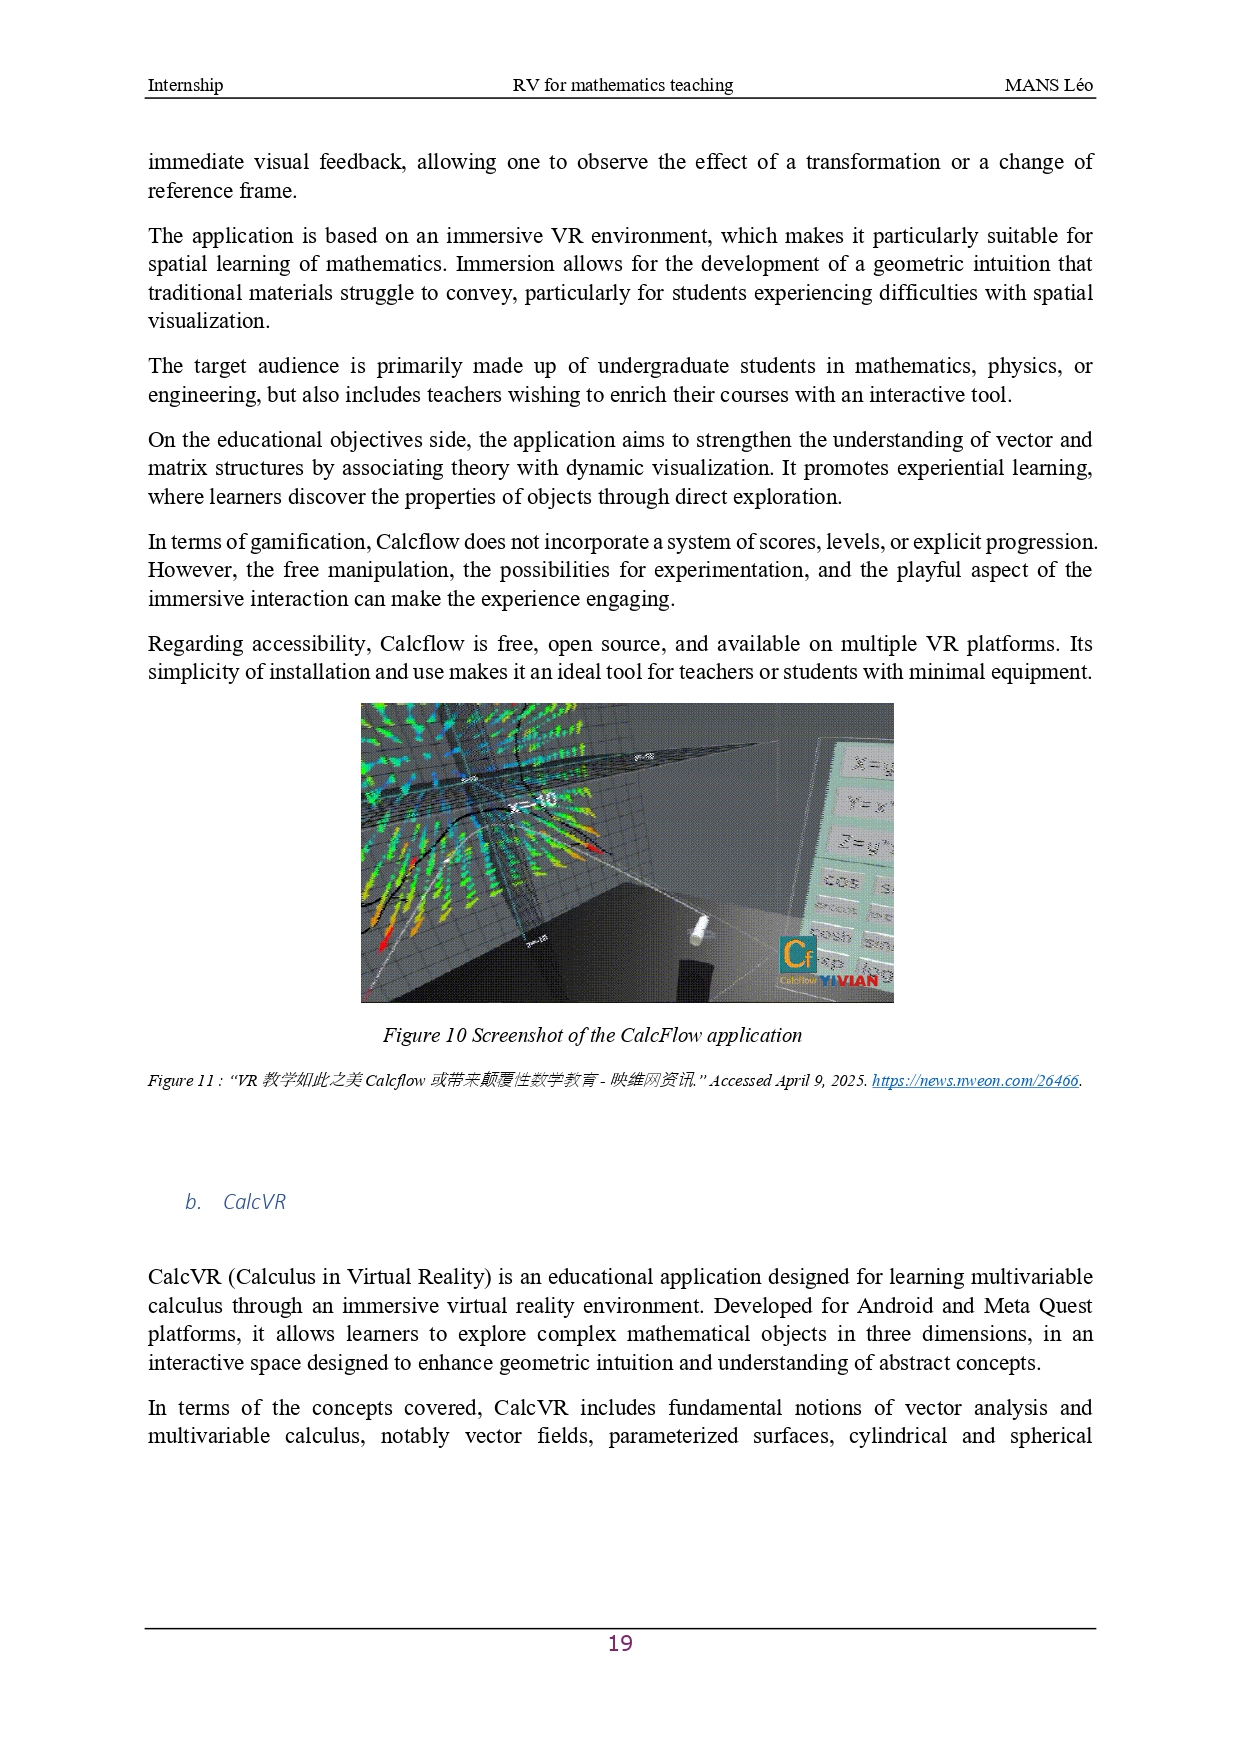 Internship RV for mathematics teaching MANS Léo
immediate visual feedback, allowing one to observe the effect of a transformation or a change of
reference frame.
The application is based on an immersive VR environment, which makes it particularly suitable for
spatial learning of mathematics. Immersion allows for the development of a geometric intuition that
traditional materials struggle to convey, particularly for students experiencing difficulties with spatial
visualization.
The target audience is primarily made up of undergraduate students in mathematics, physics, or
engineering, but also includes teachers wishing to enrich their courses with an interactive tool.
On the educational objectives side, the application aims to strengthen the understanding of vector and
matrix structures by associating theory with dynamic visualization. It promotes experiential learning,
where learners discover the properties of objects through direct exploration.
In terms of gamification, Calcflow does not incorporate a system of scores, levels, or explicit progression.
However, the free manipulation, the possibilities for experimentation, and the playful aspect of the
immersive interaction can make the experience engaging.
Regarding accessibility, Calcflow is free, open source, and available on multiple VR platforms. Its
simplicity of installation and use makes it an ideal tool for teachers or students with minimal equipment.
x=-10
cos
cosh
Cf
Calcflow YIVIAN
Figure 10 Screenshot of the CalcFlow application
Figure 11 : “VR 教学如此之美 Calcflow 或带来颠覆性数学教育 - 映维网资讯.” Accessed April 9, 2025. https://news.nweon.com/26466.
b. CalcVR
CalcVR (Calculus in Virtual Reality) is an educational application designed for learning multivariable
calculus through an immersive virtual reality environment. Developed for Android and Meta Quest
platforms, it allows learners to explore complex mathematical objects in three dimensions, in an
interactive space designed to enhance geometric intuition and understanding of abstract concepts.
In terms of the concepts covered, CalcVR includes fundamental notions of vector analysis and
multivariable calculus, notably vector fields, parameterized surfaces, cylindrical and spherical
19